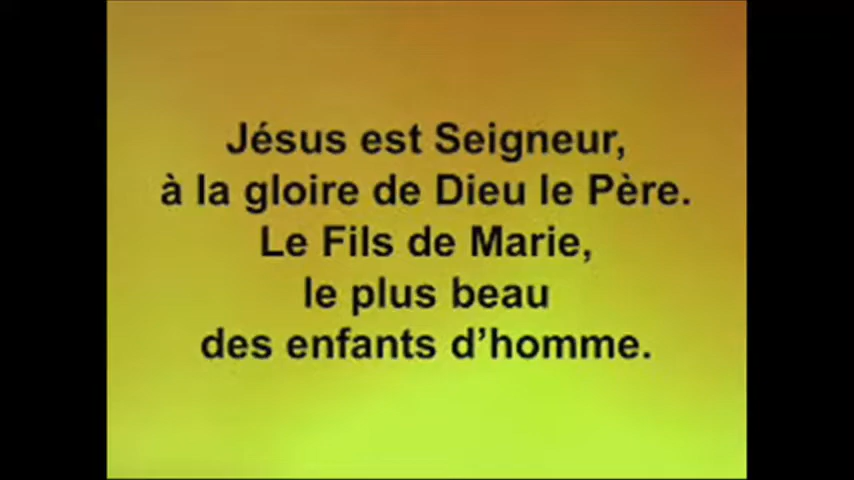 Jésus est Seigneur,
à la gloire de Dieu le Père.
Le Fils de Marie,
le plus beau
des enfants d’homme.